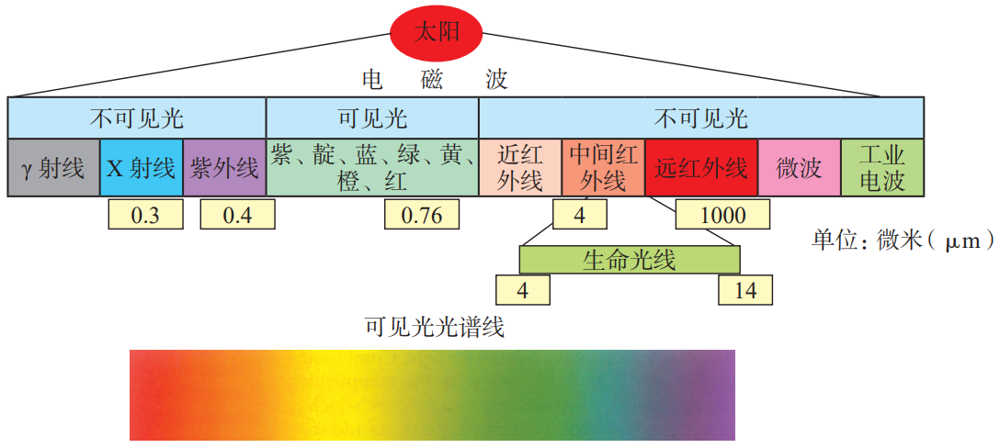 太阳
电 磁 波
不可见光
可见光
不可见光
γ 射线
X 射线
紫外线
紫、靛、蓝、绿、黄、
橙、红
近红
外线
中间红
外线
远红外线
微波
工业
电波
0.3
0.4
0.76
4
1000
单位：微米（μm）
生命光线
4
14
可见光光谱线